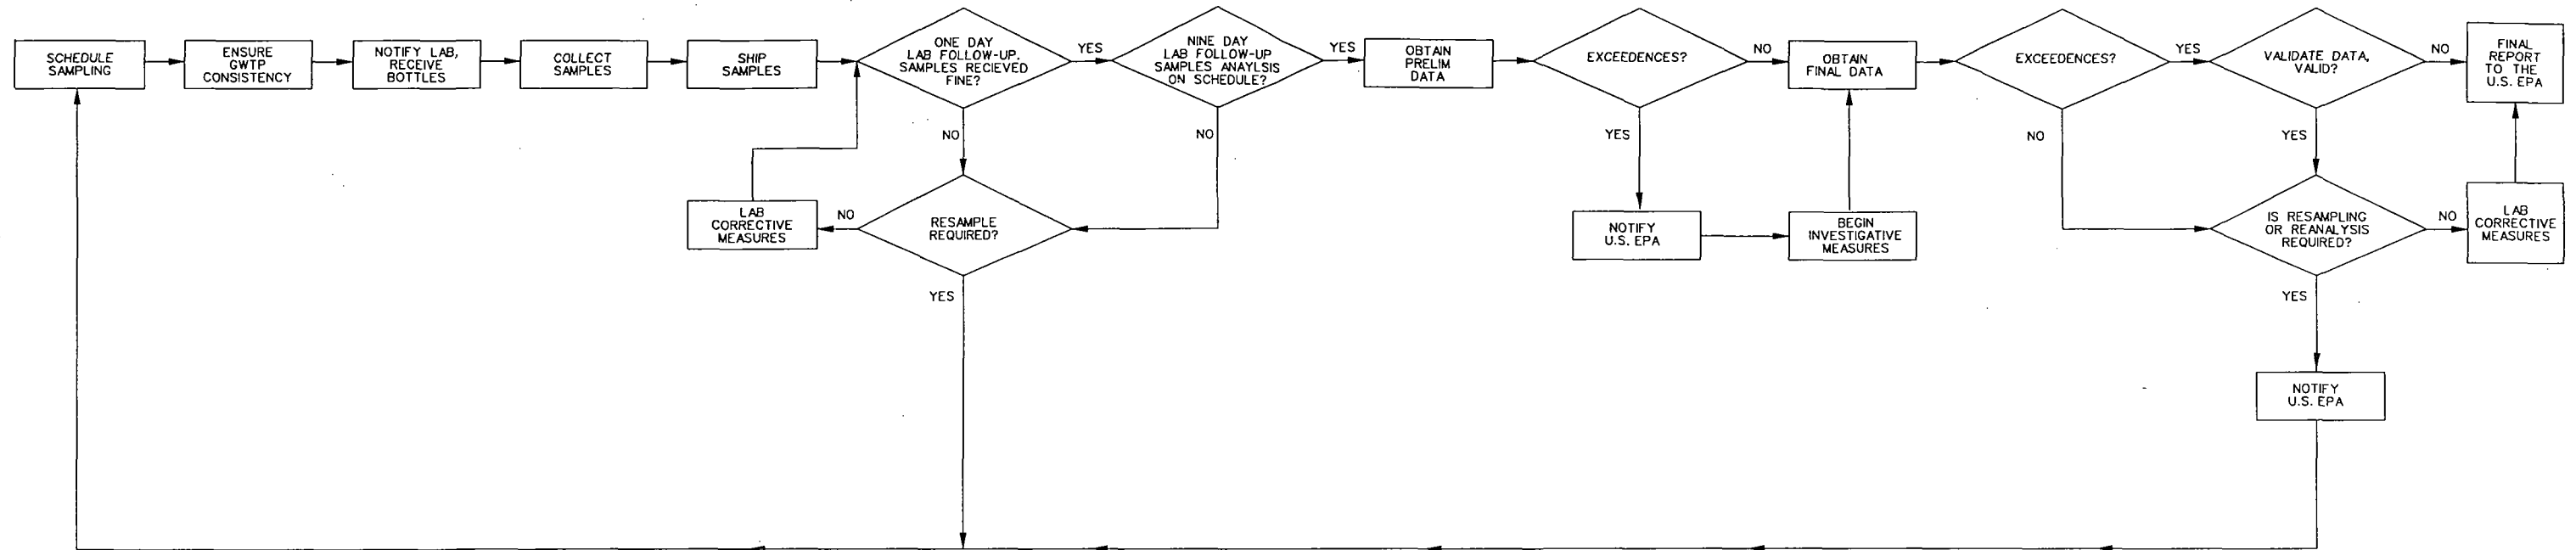 SCHEDULE
SAMPLING
ENSURE
GWTP
CONSISTENCY
NOTIFY LAB,
RECEIVE
BOTTLES
COLLECT
SAMPLES
SHIP
SAMPLES
ONE DAY
LAB FOLLOW-UP.
SAMPLES RECIEVED
FINE?
YES
NINE DAY
LAB FOLLOW-UP
SAMPLES ANAYLSIS
ON SCHEDULE?
YES
OBTAIN
PRELIM
DATA
EXCEEDENCES?
NO
OBTAIN
FINAL DATA
EXCEEDENCES?
YES
VALIDATE DATA,
VALID?
NO
FINAL
REPORT
TO THE
U.S. EPA
NO
NO
YES
NO
YES
LAB
CORRECTIVE
MEASURES
NO
RESAMPLE
REQUIRED?
NOTIFY
U.S. EPA
BEGIN
INVESTIGATIVE
MEASURES
IS RESAMPLING
OR REANALYSIS
REQUIRED?
NO
LAB
CORRECTIVE
MEASURES
YES
YES
NOTIFY
U.S. EPA